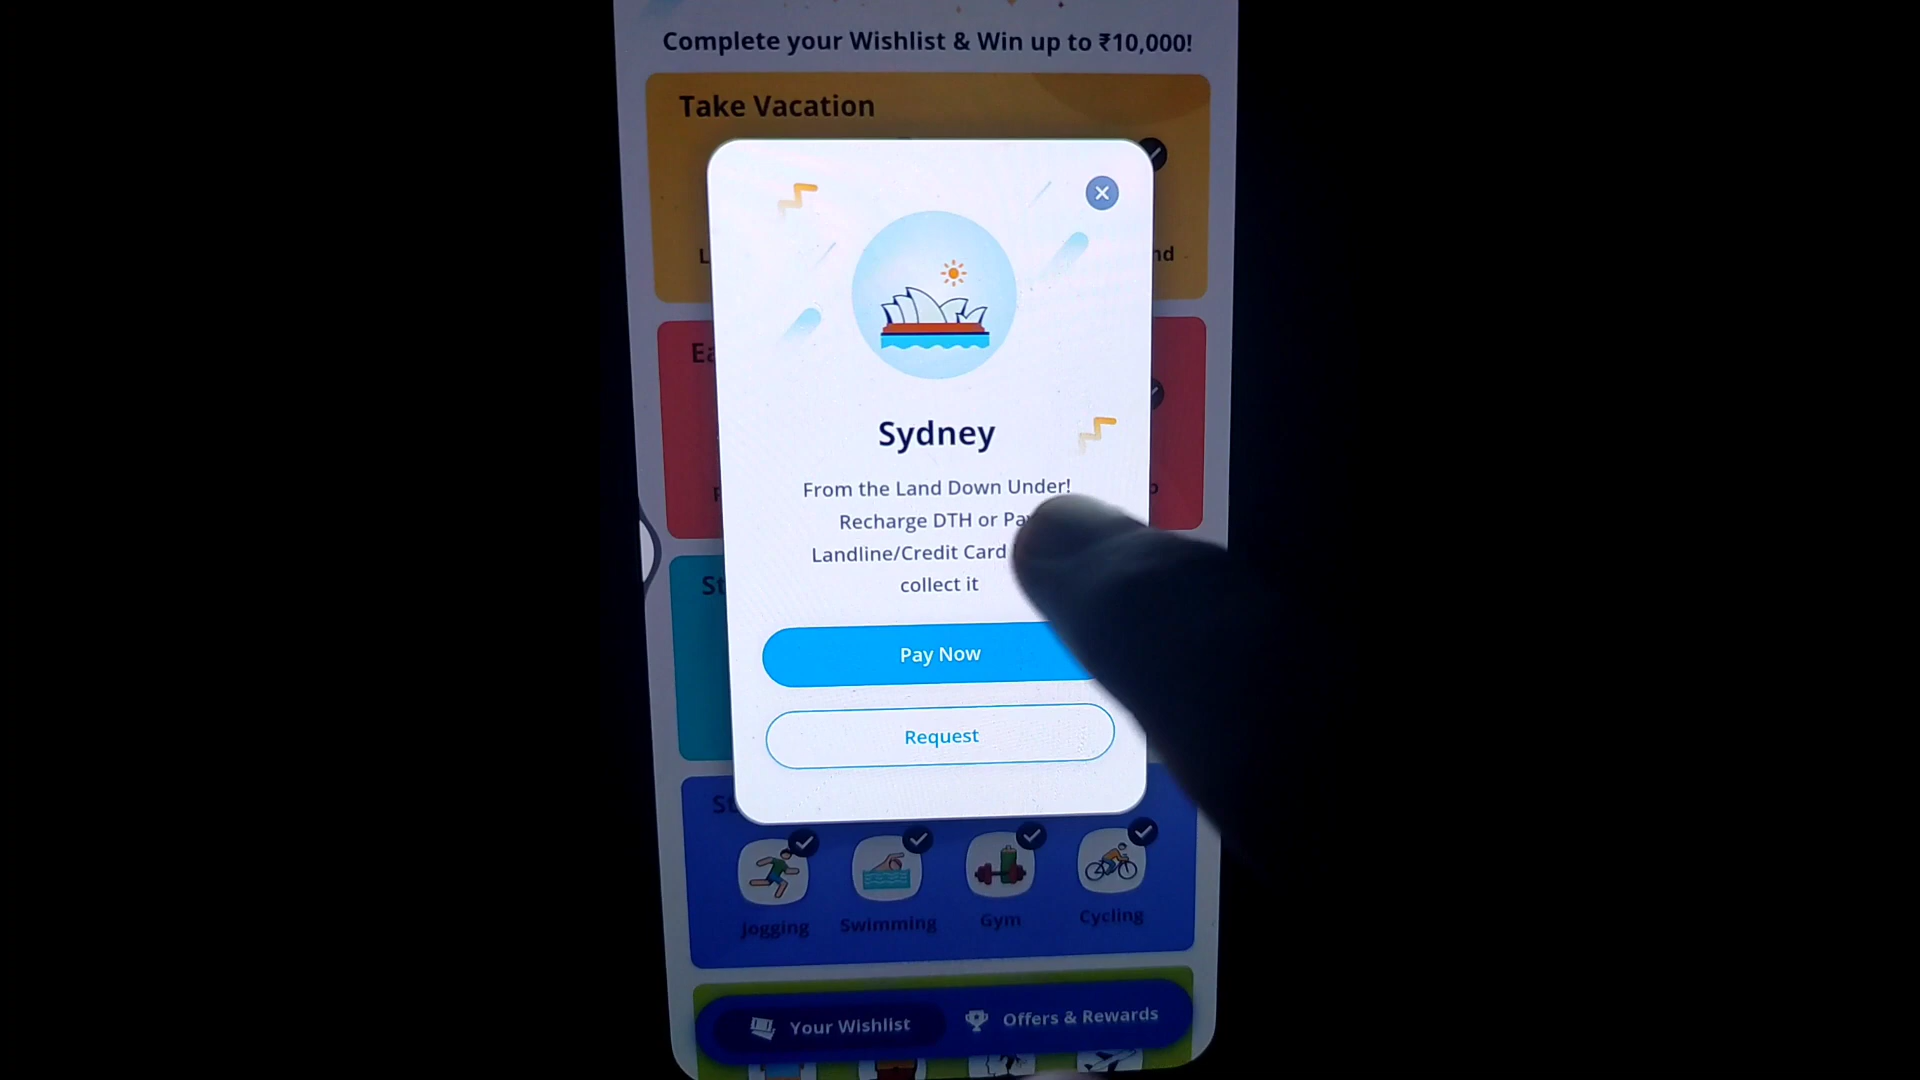 Complete your Wishlist & Win up to ₹10,000!
Take Vacation
Sydney
From the Land Down Under!
Recharge DTH or Pay
Landline/Credit Card
collect it
Pay Now
Request
Jogging Swimming Gym Cycling
Your Wishlist Offers & Rewards